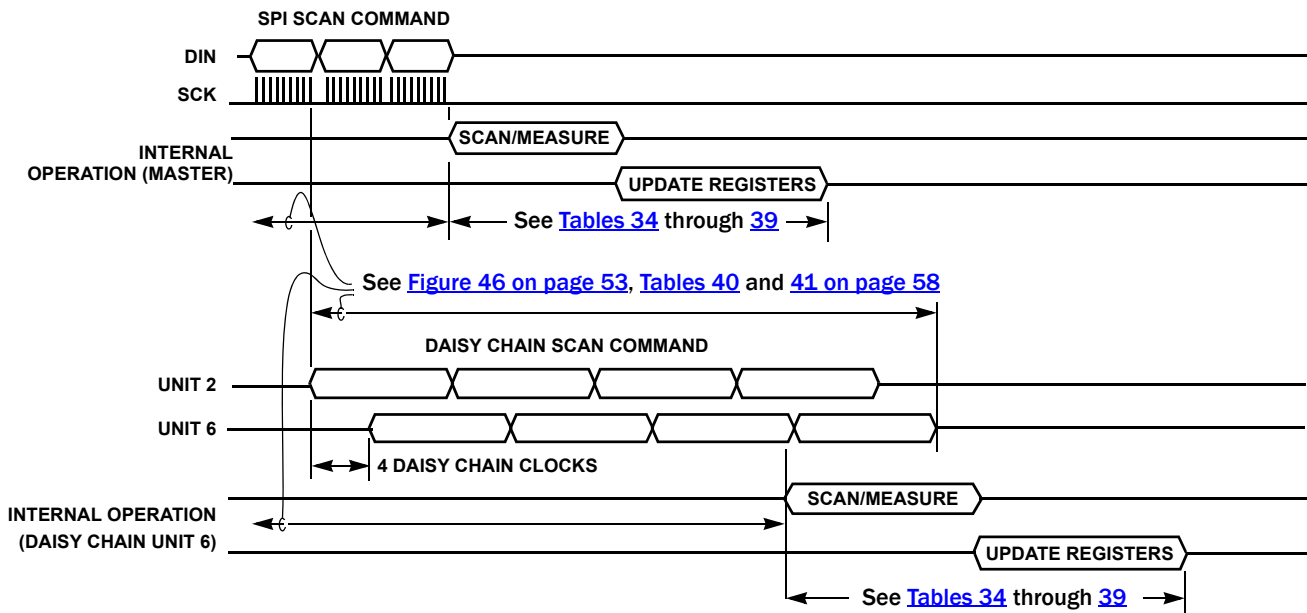 SPI SCAN COMMAND
DIN
SCK
INTERNAL
OPERATION (MASTER)
SCAN/MEASURE
UPDATE REGISTERS
See Tables 34 through 39
See Figure 46 on page 53, Tables 40 and 41 on page 58
DAISY CHAIN SCAN COMMAND
UNIT 2
UNIT 6
4 DAISY CHAIN CLOCKS
INTERNAL OPERATION
(DAISY CHAIN UNIT 6)
SCAN/MEASURE
UPDATE REGISTERS
See Tables 34 through 39